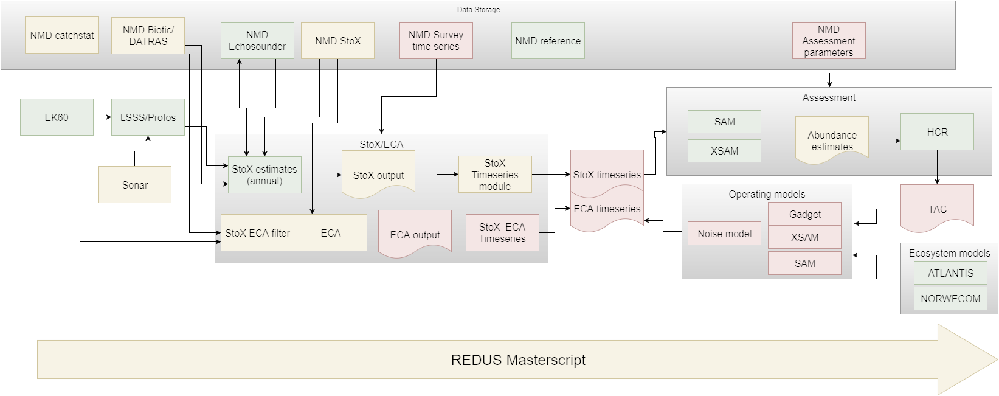 Data Storage
NMD catchstat
NMD Biotic/
DATRAS
NMD
Echosounder
NMD StoX
NMD Survey
time series
NMD reference
NMD
Assessment
parameters
EK60
LSSS/Profos
Sonar
StoX/ECA
StoX estimates
(annual)
StoX output
StoX
Timeseries
module
StoX ECA filter
ECA
ECA output
StoX  ECA
Timeseries
StoX timeseries
ECA timeseries
Assessment
SAM
XSAM
Abundance
estimates
HCR
TAC
Operating models
Noise model
Gadget
XSAM
SAM
Ecosystem models
ATLANTIS
NORWECOM
REDUS Masterscript